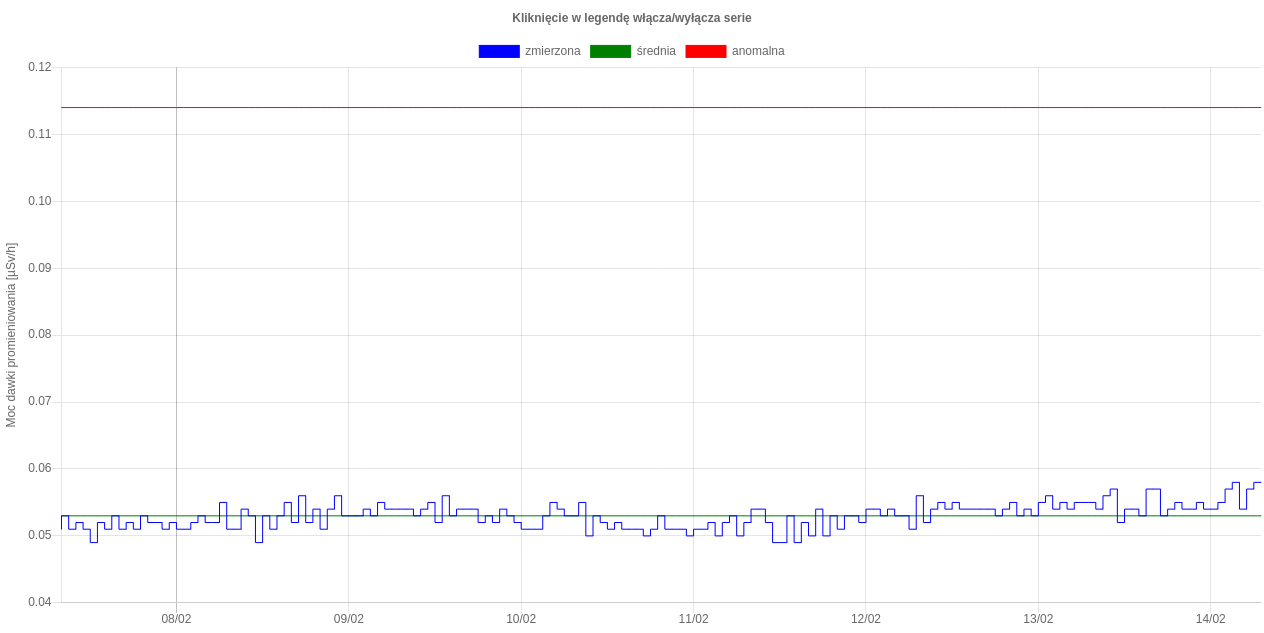 Kliknięcie w legendę włącza/wyłącza serie
zmierzona średnia anomalna
Moc dawki promieniowania [µSv/h]
0.12
0.11
0.10
0.09
0.08
0.07
0.06
0.05
0.04
08/02 09/02 10/02 11/02 12/02 13/02 14/02